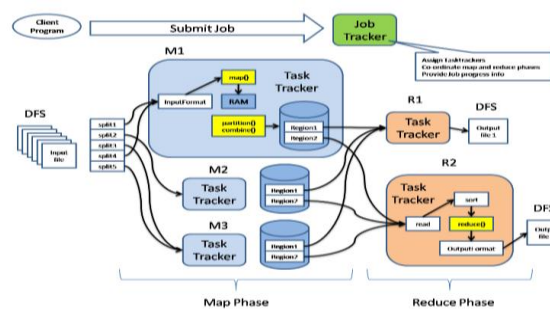 Client
Program
Submit Job
Job
Tracker
Assign Tasktrackers
Co-ordinate map and reduce phases
Provide Job progress info
M1
map()
Task
Tracker
InputFormat
RAM
partition()
combine()
Region1
Region2
DFS
Input
file
split1
split2
split3
split4
split5
M2
Task
Tracker
Region1
Region2
M3
Task
Tracker
Region1
Region2
R1
Task
Tracker
DFS
Output
file 1
R2
Task
Tracker
sort
read
reduce()
OutputFormat
DFS
Map Phase
Reduce Phase